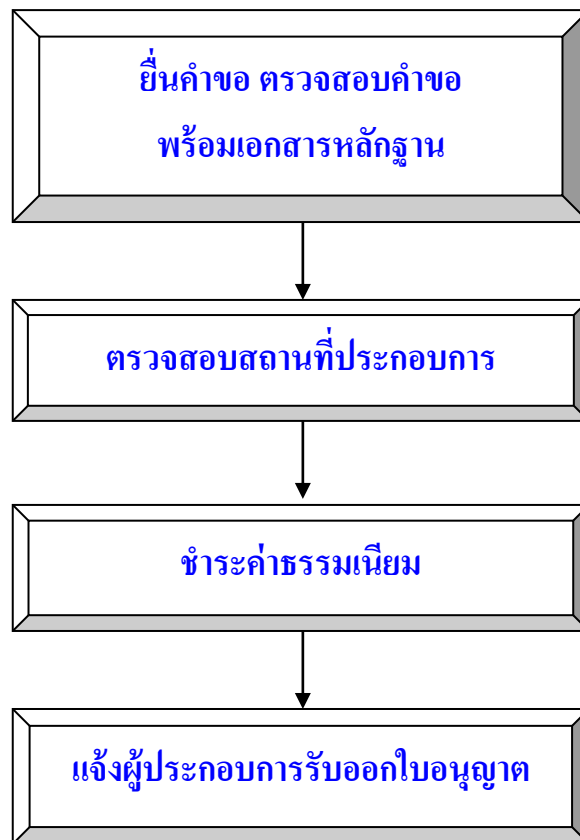 ยื่นคำขอ ตรวจสอบคำขอ
พร้อมเอกสารหลักฐาน
ตรวจสอบสถานที่ประกอบการ
ชำระค่าธรรมเนียม
แจ้งผู้ประกอบการรับออกใบอนุญาต